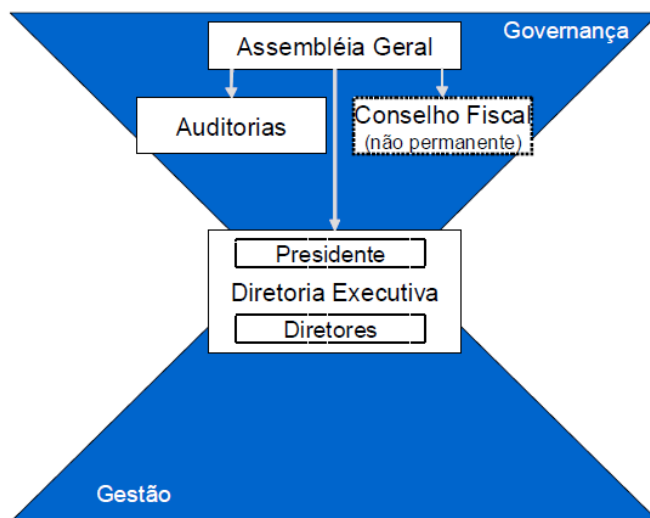 Governança
Assembléia Geral
Auditorias
Conselho Fiscal
(não permanente)
Presidente
Diretoria Executiva
Diretores
Gestão